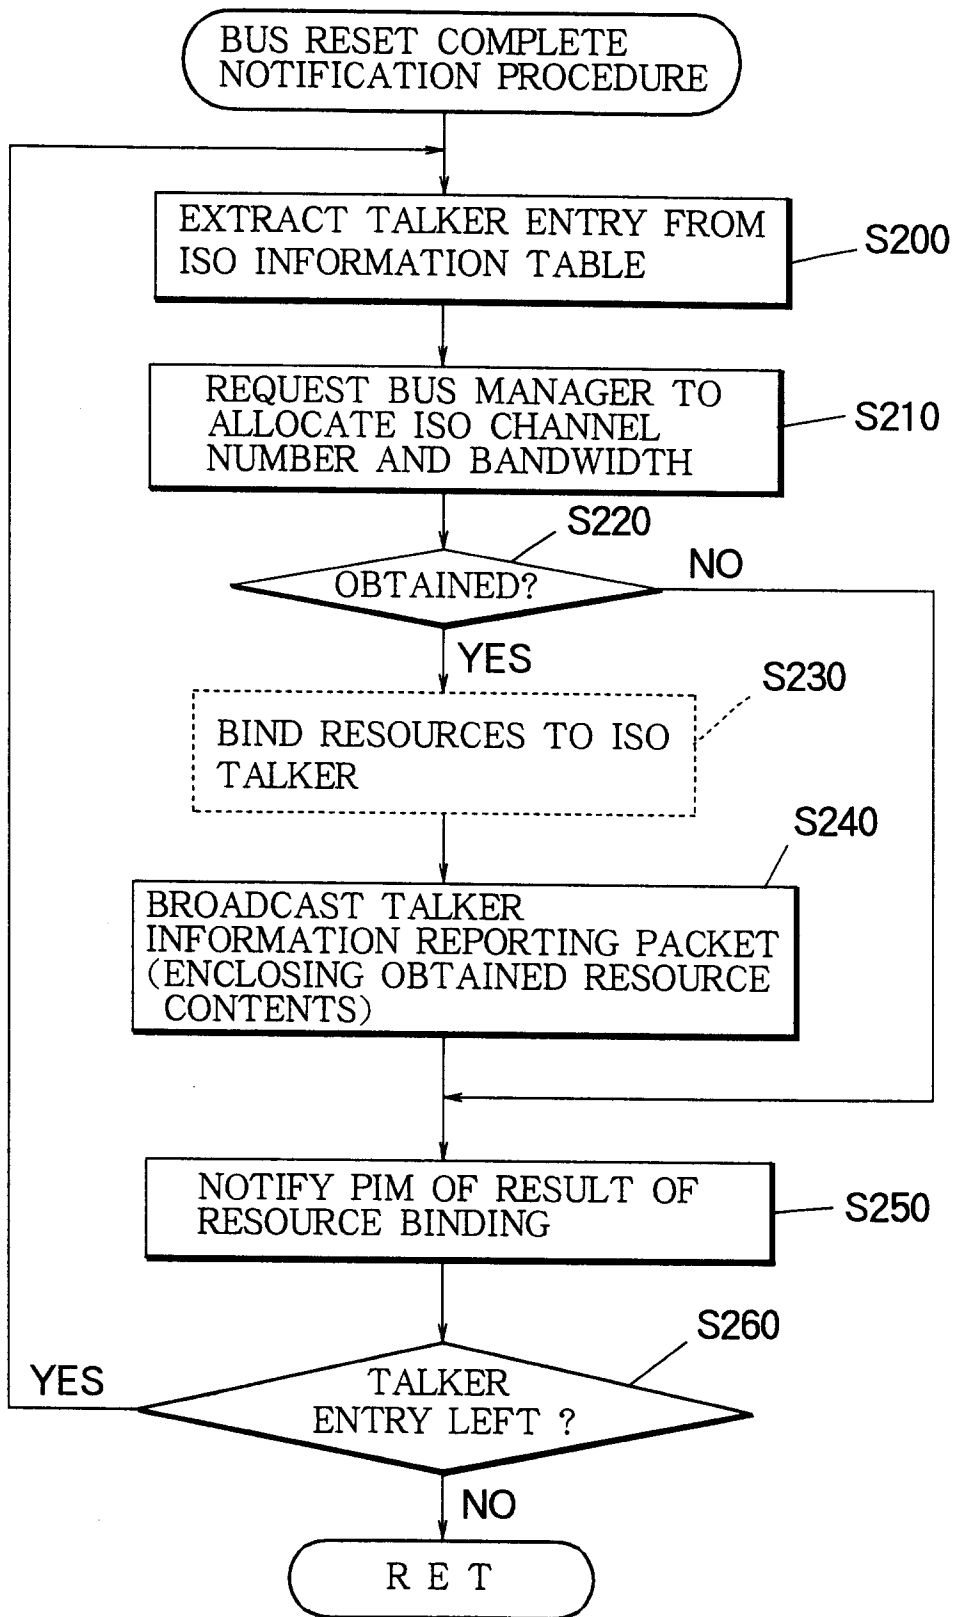 BUS RESET COMPLETE
NOTIFICATION PROCEDURE
EXTRACT TALKER ENTRY FROM
ISO INFORMATION TABLE
S200
REQUEST BUS MANAGER TO
ALLOCATE ISO CHANNEL
NUMBER AND BANDWIDTH
S210
S220
OBTAINED?
NO
YES
S230
BIND RESOURCES TO ISO
TALKER
S240
BROADCAST TALKER
INFORMATION REPORTING PACKET
(ENCLOSING OBTAINED RESOURCE
CONTENTS)
NOTIFY PIM OF RESULT OF
RESOURCE BINDING
S250
S260
YES
TALKER
ENTRY LEFT ?
NO
R E T